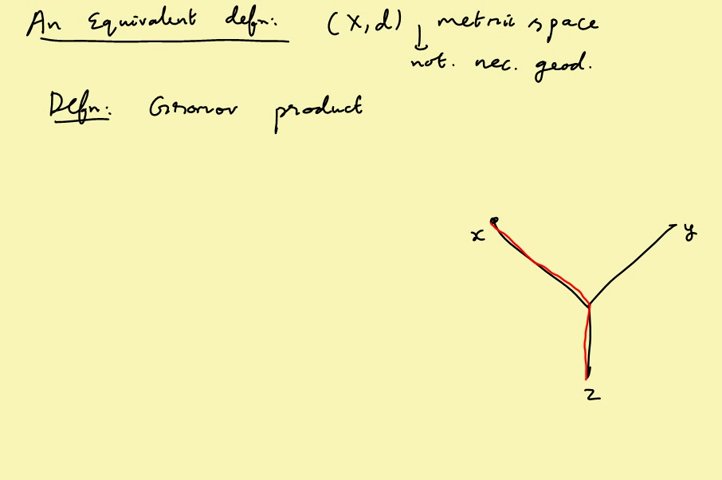 An Equivalent defn: (X,d) metric space
not. nec. geod.
Defn: Gromov product
x
y
z